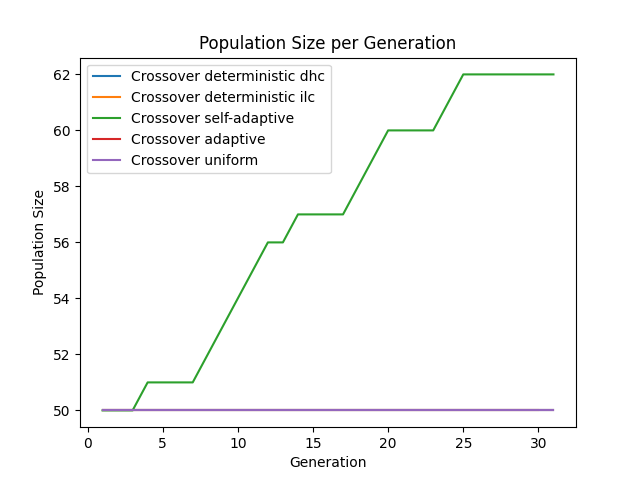 Population Size per Generation
Crossover deterministic dhc
Crossover deterministic ilc
Crossover self-adaptive
Crossover adaptive
Crossover uniform
Population Size
62
60
58
56
54
52
50
0 5 10 15 20 25 30
Generation